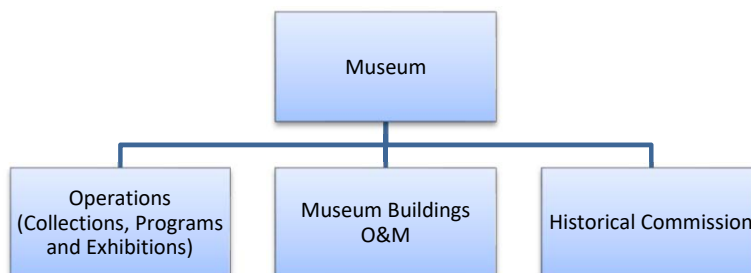 Museum
Operations
(Collections, Programs
and Exhibitions)
Museum Buildings
O&M
Historical Commission